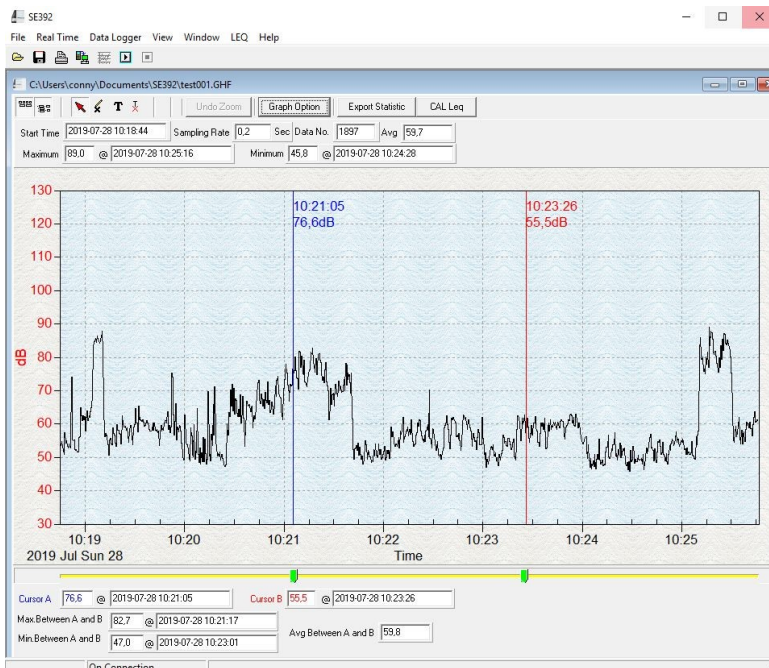 SE392
File Real Time Data Logger View Window LEQ Help
C:\Users\conny\Documents\SE392\test001.GHF
T Undo Zoom Graph Option Export Statistic CAL Leq
Start Time 2019-07-28 10:18:44 Sampling Rate 0,2 Sec Data No. 1897 Avg 59,7
Maximum 89,0 @ 2019-07-28 10:25:16 Minimum 45,8 @ 2019-07-28 10:24:28
130
10:21:05 10:23:26
120
76,6dB 55,5dB
110
100
90
dB
80
70
60
50
40
30
10:19 10:20 10:21 10:22 10:23 10:24 10:25
2019 Jul Sun 28 Time
Cursor A 76,6 @ 2019-07-28 10:21:05 Cursor B 55,5 @ 2019-07-28 10:23:26
Max.Between A and B 82,7 @ 2019-07-28 10:21:17
Avg Between A and B 59,8
Min.Between A and B 47,0 @ 2019-07-28 10:23:01
On Connection